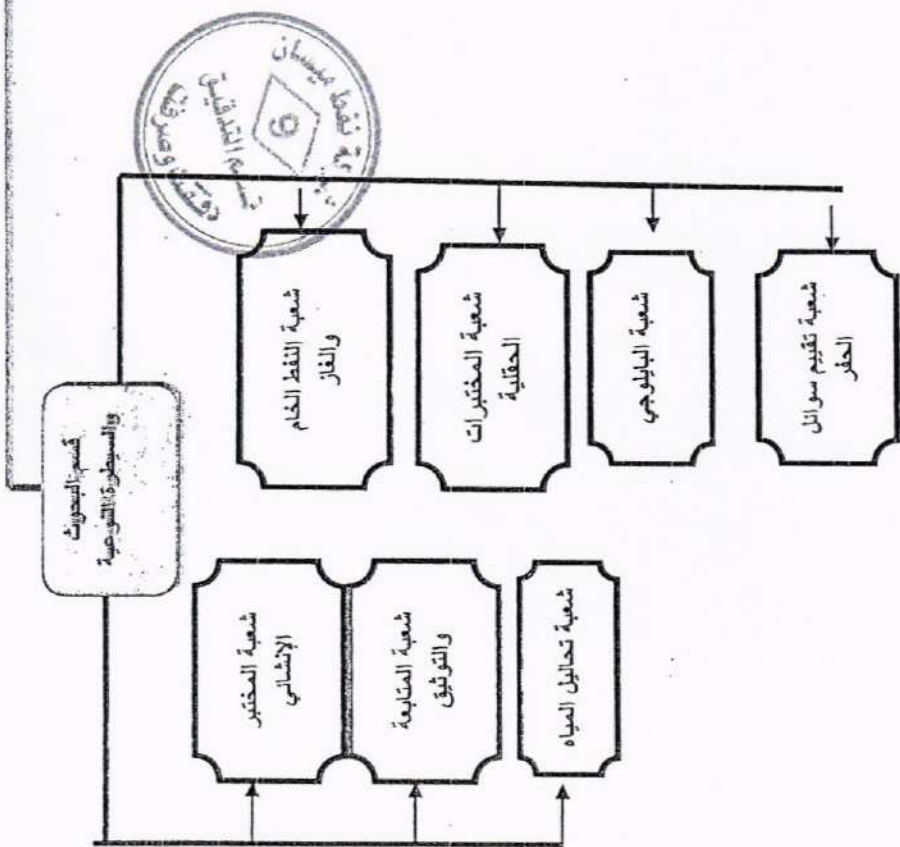 قسم البحوث
والسيطرة النوعية
شعبة النفط الخام
والغاز
شعبة المختبرات
الحقلية
شعبة البايلوجي
شعبة تقييم سوائل
الحفر
شعبة المختبر
الإنشائي
شعبة المتابعة
والتوثيق
شعبة تحاليل المياه
نفط ميسان
9
قسم التدقيق